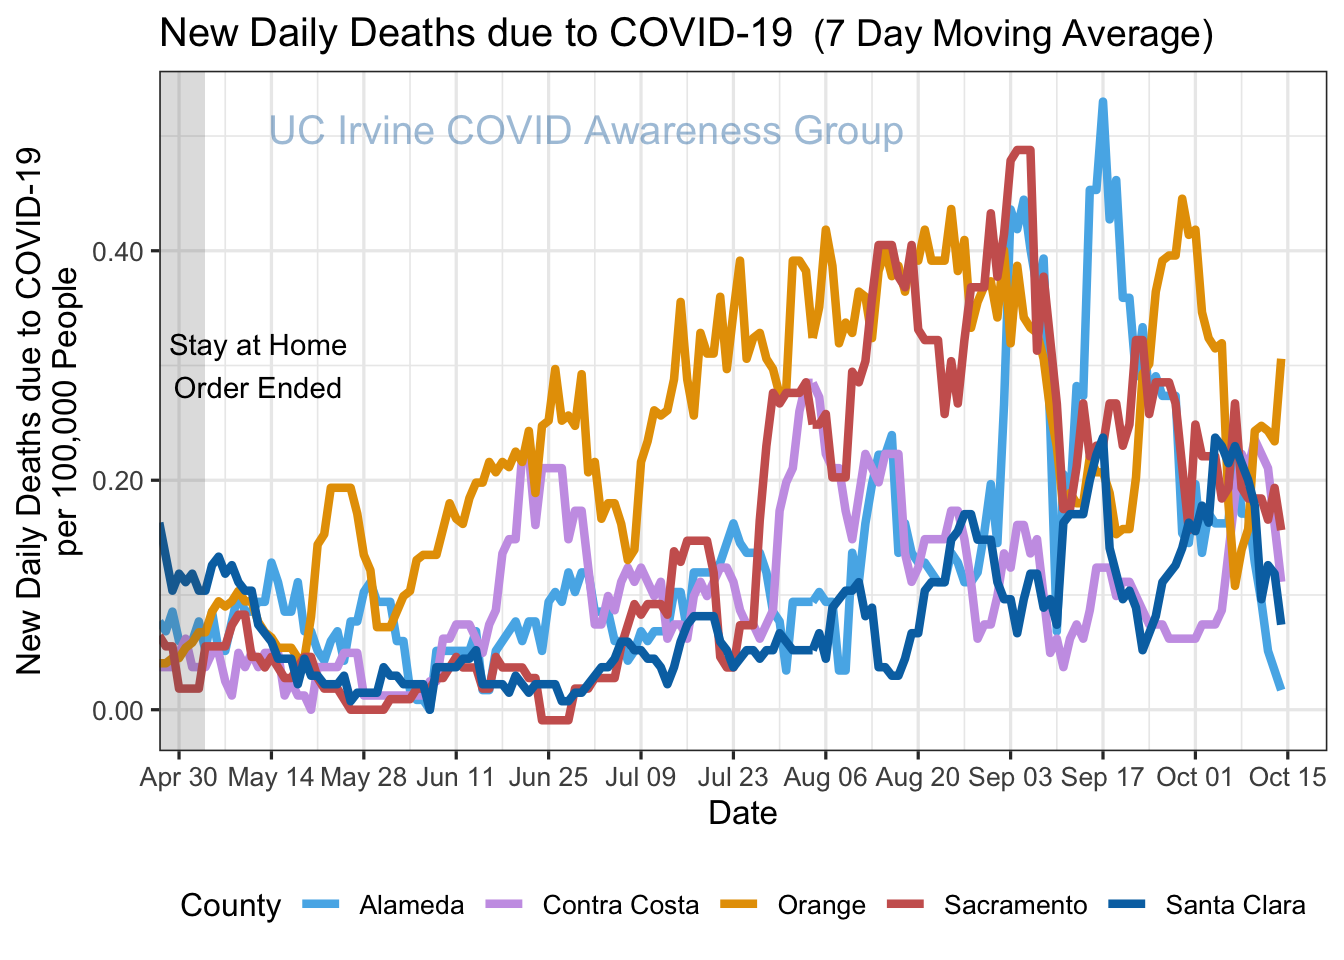 New Daily Deaths due to COVID-19 (7 Day Moving Average)
UC Irvine COVID Awareness Group
Stay at Home
Order Ended
New Daily Deaths due to COVID-19
per 100,000 People
0.40
0.20
0.00
Apr 30 May 14 May 28 Jun 11 Jun 25 Jul 09 Jul 23 Aug 06 Aug 20 Sep 03 Sep 17 Oct 01 Oct 15
Date
County Alameda Contra Costa Orange Sacramento Santa Clara